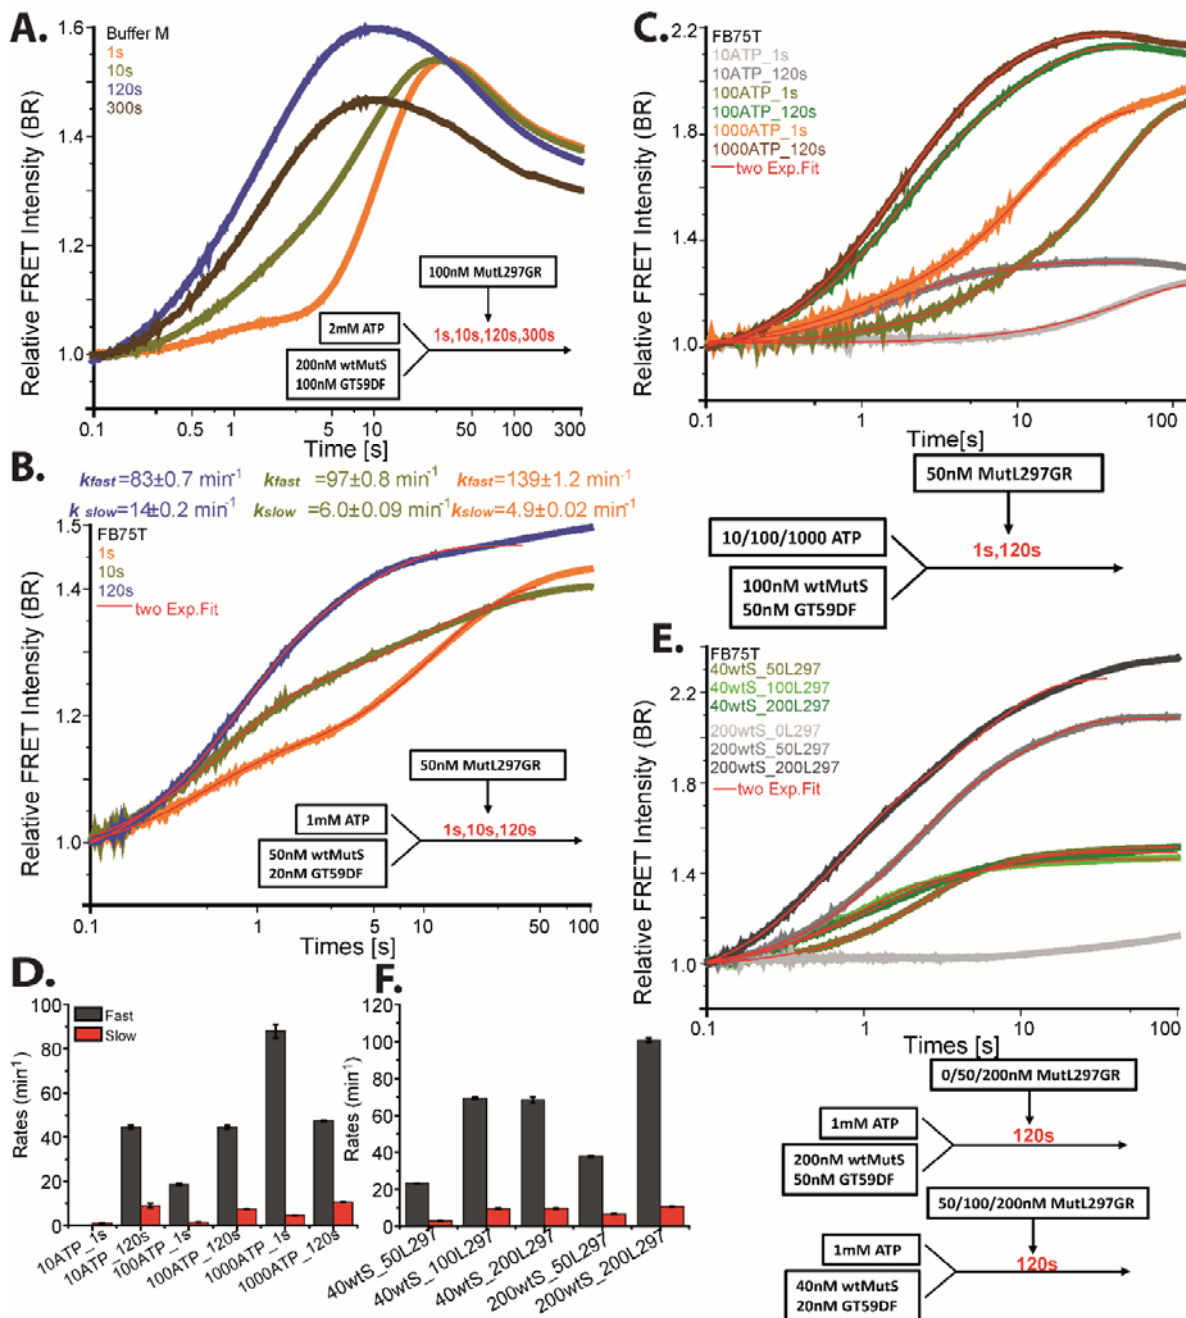 A.
Buffer M
1s
10s
120s
300s
Relative FRET Intensity (BR)
1.6
1.4
1.2
1.0
0.1
0.5
1
5
10
50
100
300
Time [s]
100nM MutL297GR
2mM ATP
1s,10s,120s,300s
200nM wtMutS
100nM GT59DF
B.
kfast=83±0.7 min-1
kfast =97±0.8 min-1
kfast=139±1.2 min-1
k slow=14±0.2 min-1
kslow=6.0±0.09 min-1
kslow=4.9±0.02 min-1
FB75T
1s
10s
120s
two Exp.Fit
Relative FRET Intensity (BR)
1.5
1.4
1.2
1.0
0.1
1
5
10
50
100
Times [s]
50nM MutL297GR
1mM ATP
1s,10s,120s
50nM wtMutS
20nM GT59DF
C.
FB75T
10ATP_1s
10ATP_120s
100ATP_1s
100ATP_120s
1000ATP_1s
1000ATP_120s
two Exp.Fit
Relative FRET Intensity (BR)
2.2
1.8
1.4
1.0
0.1
1
10
100
Time[s]
50nM MutL297GR
10/100/1000 ATP
1s,120s
100nM wtMutS
50nM GT59DF
D.
Fast
Slow
Rates (min-1)
100
80
60
40
20
0
10ATP_1s
10ATP_120s
100ATP_1s
100ATP_120s
1000ATP_1s
1000ATP_120s
E.
FB75T
40wtS_50L297
40wtS_100L297
40wtS_200L297
200wtS_0L297
200wtS_50L297
200wtS_200L297
two Exp.Fit
Relative FRET Intensity (BR)
2.2
1.8
1.4
1.0
0.1
1
10
100
Times [s]
0/50/200nM MutL297GR
1mM ATP
120s
200nM wtMutS
50nM GT59DF
50/100/200nM MutL297GR
1mM ATP
120s
40nM wtMutS
20nM GT59DF
F.
Rates (min-1)
120
100
80
60
40
20
0
40wtS_50L297
40wtS_100L297
40wtS_200L297
200wtS_50L297
200wtS_200L297